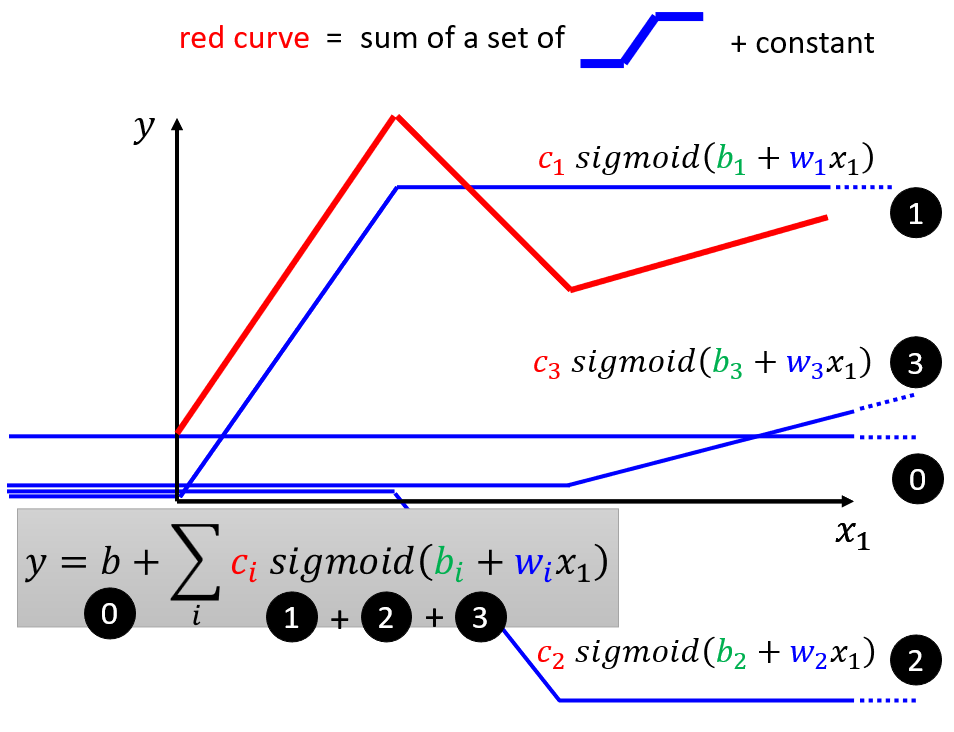 red curve = sum of a set of + constant
y
c₁ sigmoid(b₁ + w₁x₁)
1
c₃ sigmoid(b₃ + w₃x₁)
3
0
x₁
y = b + ∑ᵢ cᵢ sigmoid(bᵢ + wᵢx₁)
0 1 + 2 + 3
c₂ sigmoid(b₂ + w₂x₁)
2